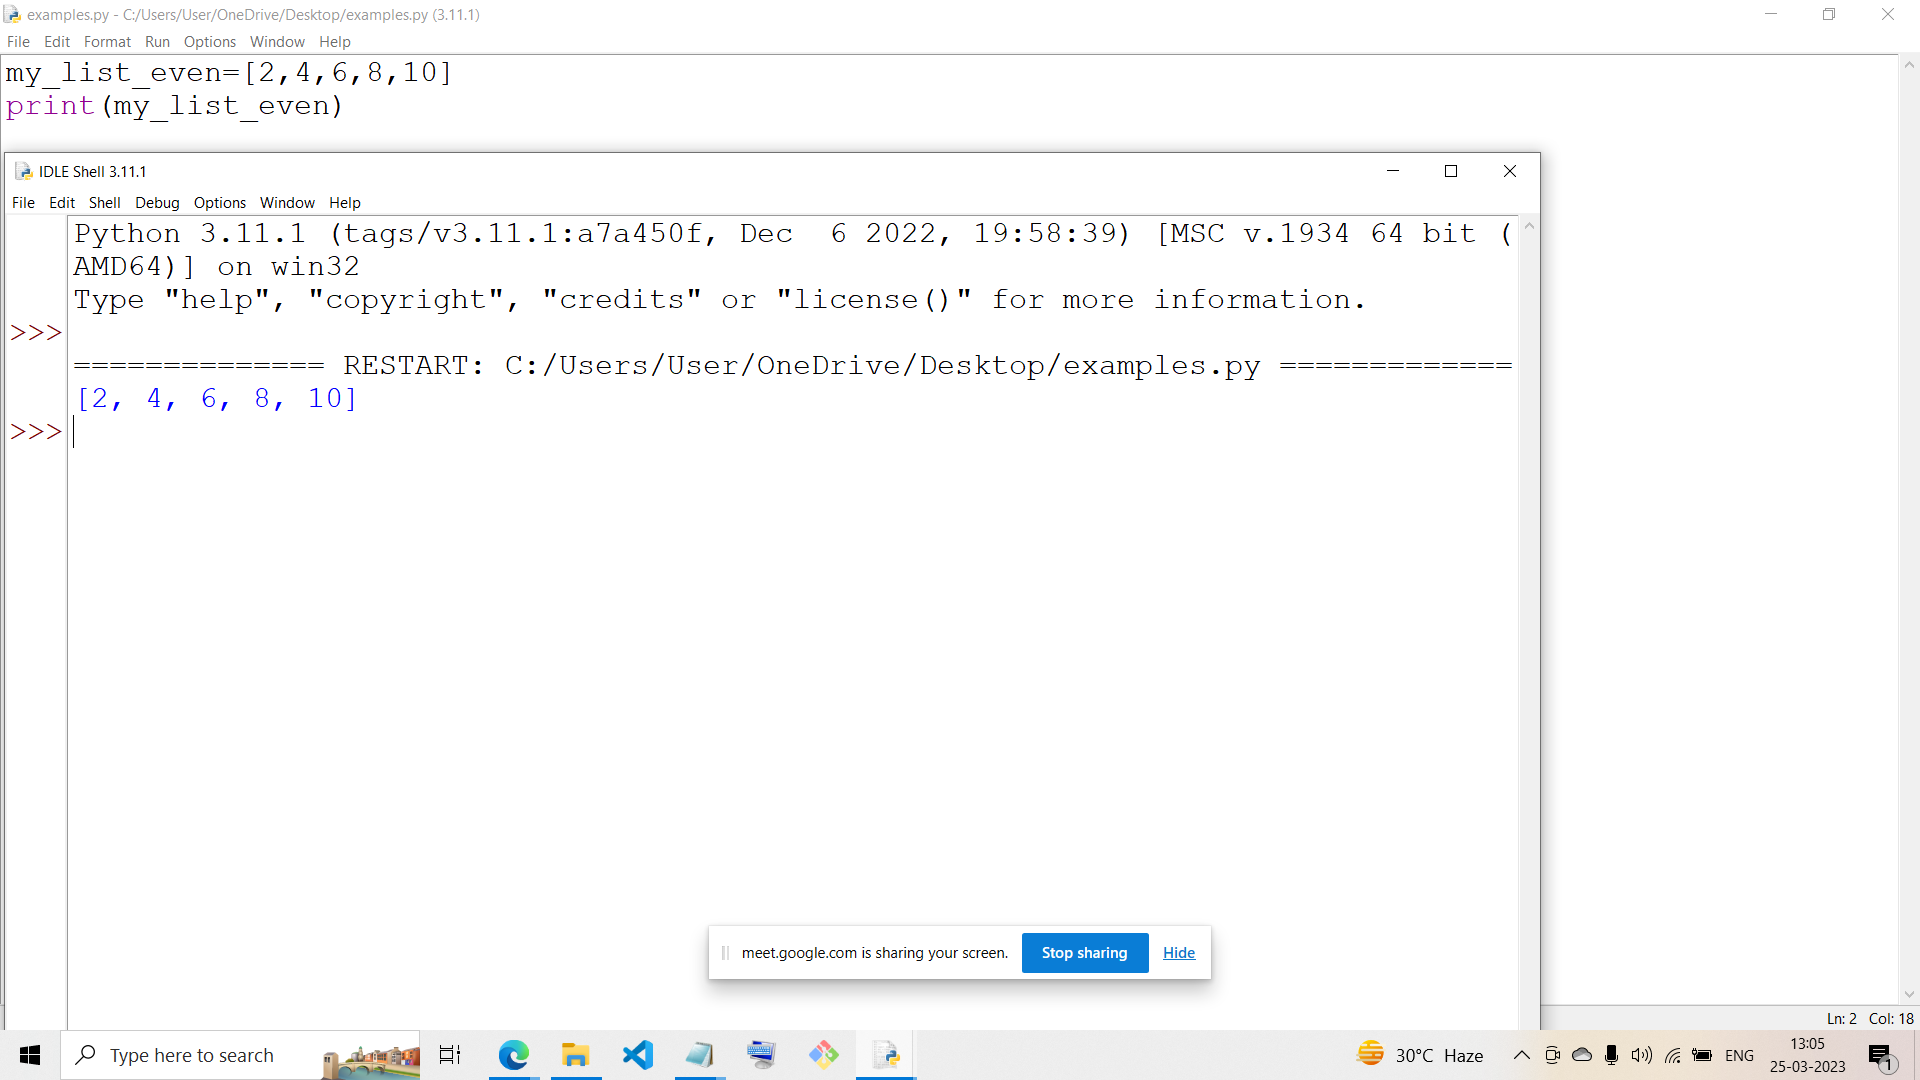 examples.py - C:/Users/User/OneDrive/Desktop/examples.py (3.11.1)
File Edit Format Run Options Window Help
my_list_even=[2,4,6,8,10]
print(my_list_even)
IDLE Shell 3.11.1
File Edit Shell Debug Options Window Help
Python 3.11.1 (tags/v3.11.1:a7a450f, Dec  6 2022, 19:58:39) [MSC v.1934 64 bit (
AMD64)] on win32
Type "help", "copyright", "credits" or "license()" for more information.
>>>
============== RESTART: C:/Users/User/OneDrive/Desktop/examples.py =============
[2, 4, 6, 8, 10]
>>>
meet.google.com is sharing your screen. Stop sharing Hide
Ln: 2 Col: 18
Type here to search
30°C Haze
ENG
13:05
25-03-2023
1